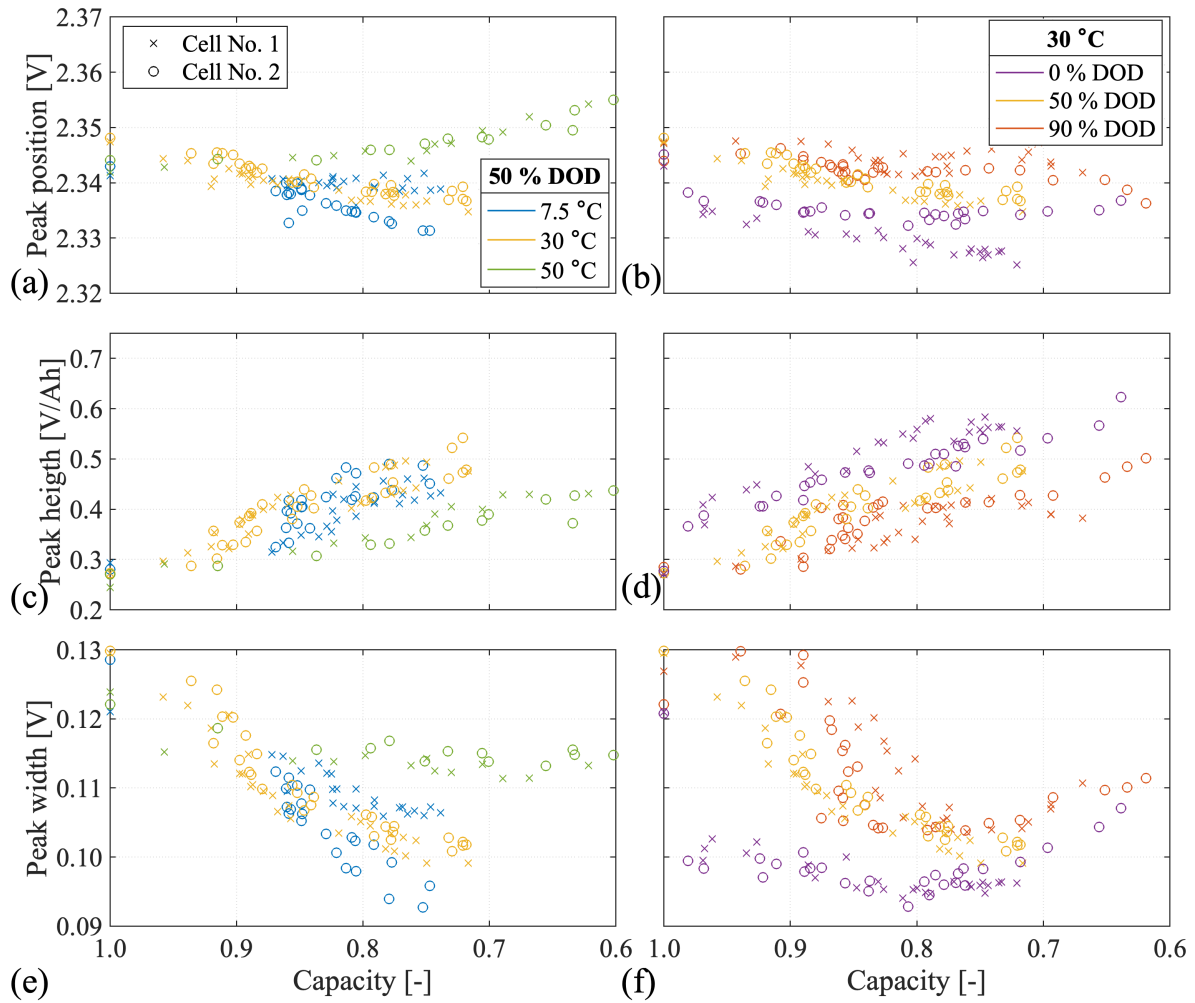 2.37
2.36
2.35
2.34
2.33
2.32
Peak position [V]
Cell No. 1
Cell No. 2
50 % DOD
7.5 °C
30 °C
50 °C
(a)
30 °C
0 % DOD
50 % DOD
90 % DOD
(b)
0.7
0.6
0.5
0.4
0.3
0.2
Peak heigth [V/Ah]
(c)
(d)
0.13
0.12
0.11
0.10
0.09
Peak width [V]
1.0 0.9 0.8 0.7 0.6
Capacity [-]
(e)
1.0 0.9 0.8 0.7 0.6
Capacity [-]
(f)